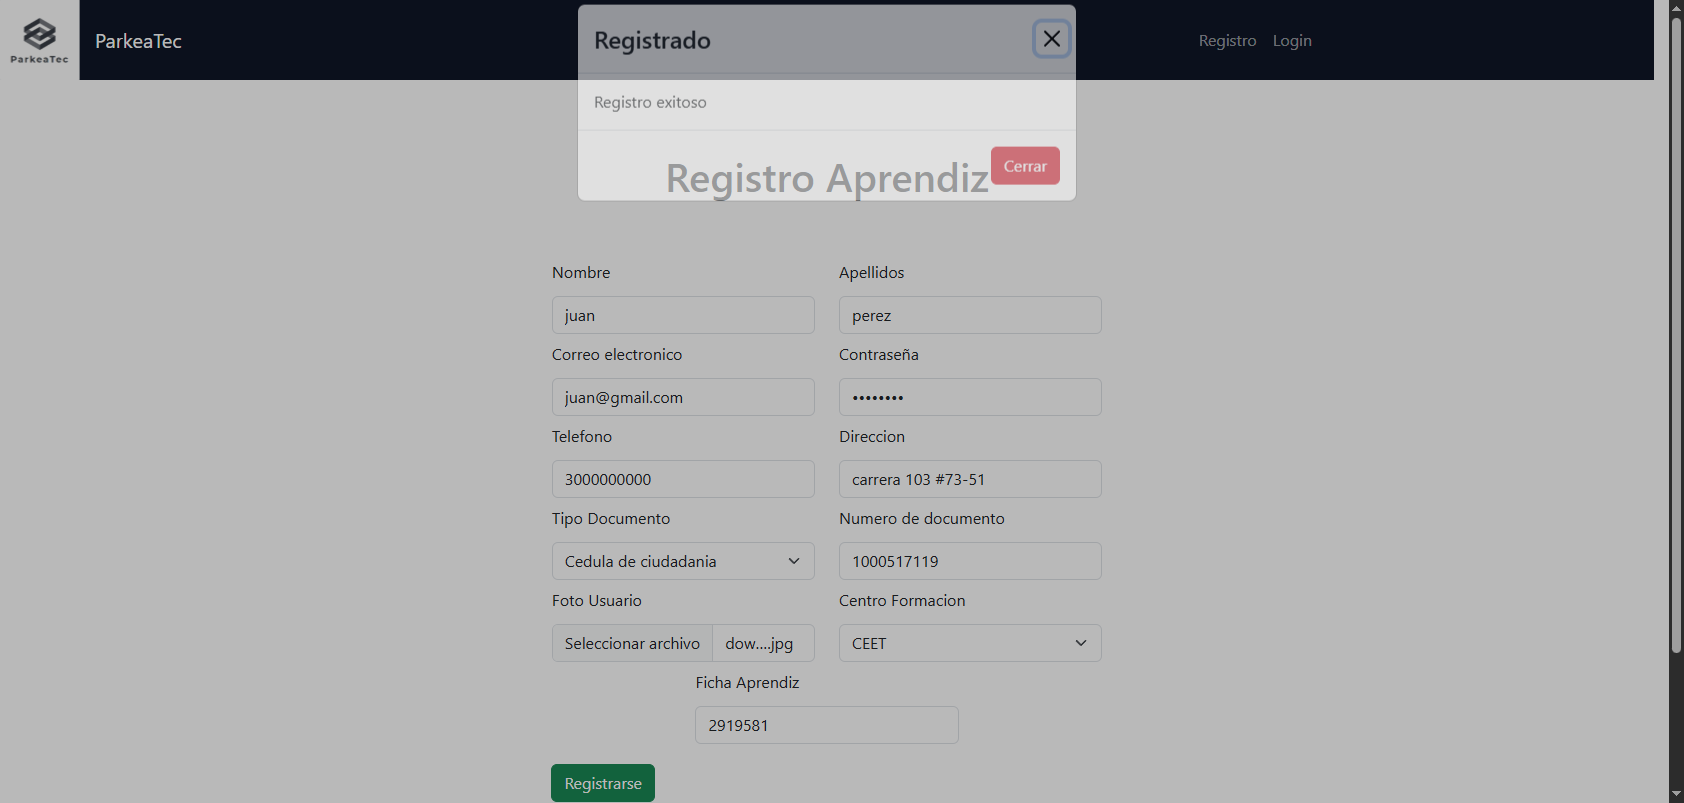 ParkeaTec
ParkeaTec
Registrado
Registro
Login
Registro exitoso
Registro Aprendiz
Cerrar
Nombre
Apellidos
juan
perez
Correo electronico
Contraseña
juan@gmail.com
••••••••
Telefono
Direccion
3000000000
carrera 103 #73-51
Tipo Documento
Numero de documento
Cedula de ciudadania
1000517119
Foto Usuario
Centro Formacion
Seleccionar archivo
dow....jpg
CEET
Ficha Aprendiz
2919581
Registrarse